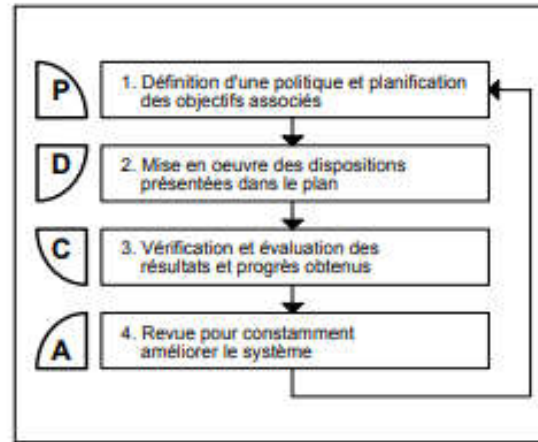 P
1. Définition d'une politique et planification
des objectifs associés
D
2. Mise en oeuvre des dispositions
présentées dans le plan
C
3. Vérification et évaluation des
résultats et progrès obtenus
A
4. Revue pour constamment
améliorer le système